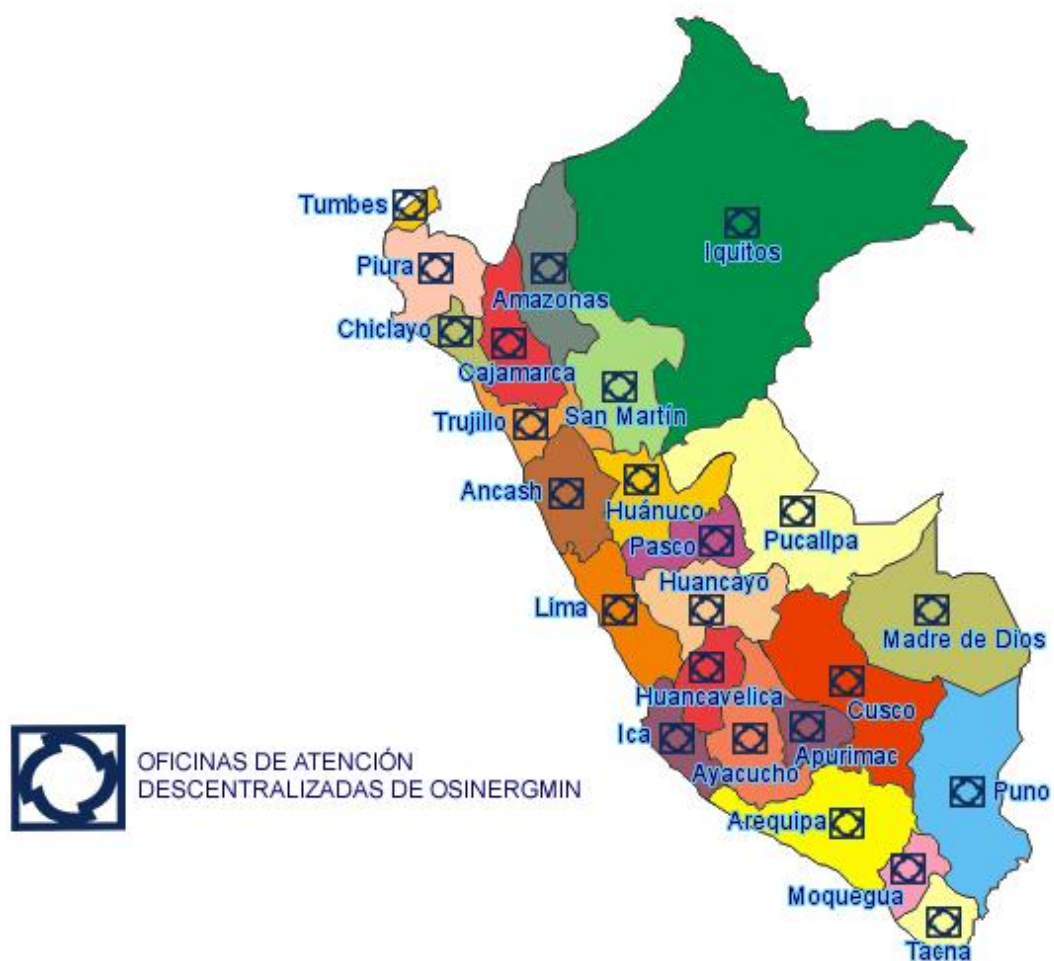 Tumbes
Iquitos
Piura
Amazonas
Chiclayo
Cajamarca
San Martín
Trujillo
Ancash
Huánuco
Pucallpa
Pasco
Huancayo
Lima
Madre de Dios
Huancavelica
Cusco
Ica
Apurimac
Ayacucho
OFICINAS DE ATENCIÓN
DESCENTRALIZADAS DE OSINERGMIN
Puno
Arequipa
Moquegua
Tacna